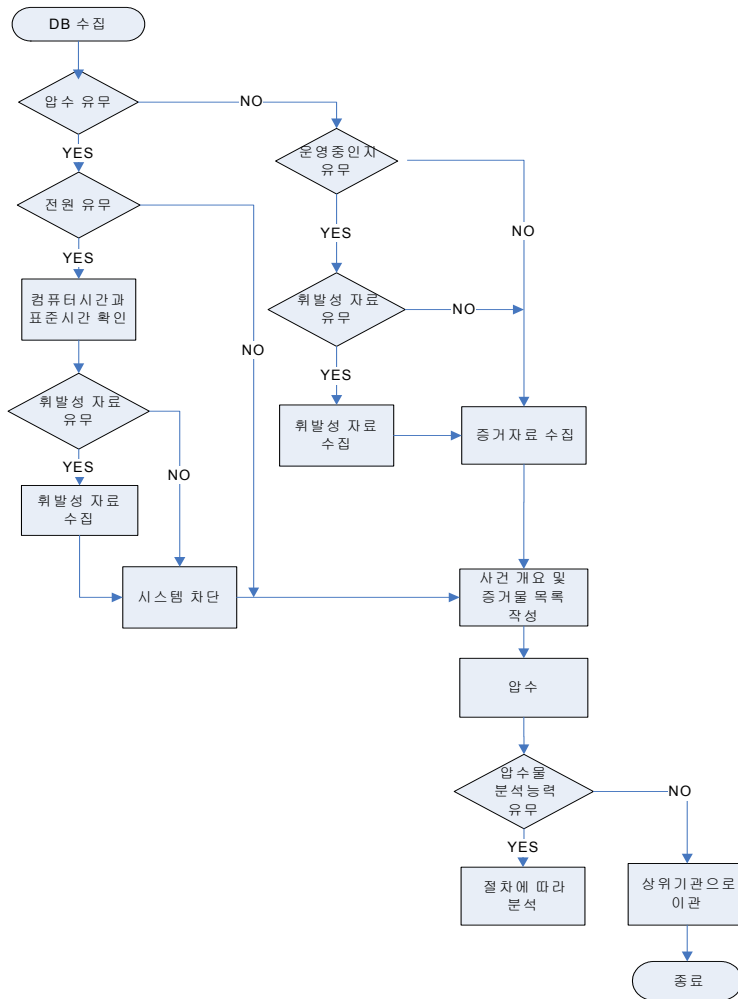 DB 수집
압수 유무
NO
YES
운영중인지
유무
전원 유무
YES
NO
YES
컴퓨터시간과
표준시간 확인
휘발성 자료
유무
NO
NO
YES
휘발성 자료
유무
휘발성 자료
수집
증거자료 수집
YES
NO
휘발성 자료
수집
시스템 차단
사건 개요 및
증거물 목록
작성
압수
압수물
분석능력
유무
NO
YES
절차에 따라
분석
상위기관으로
이관
종료